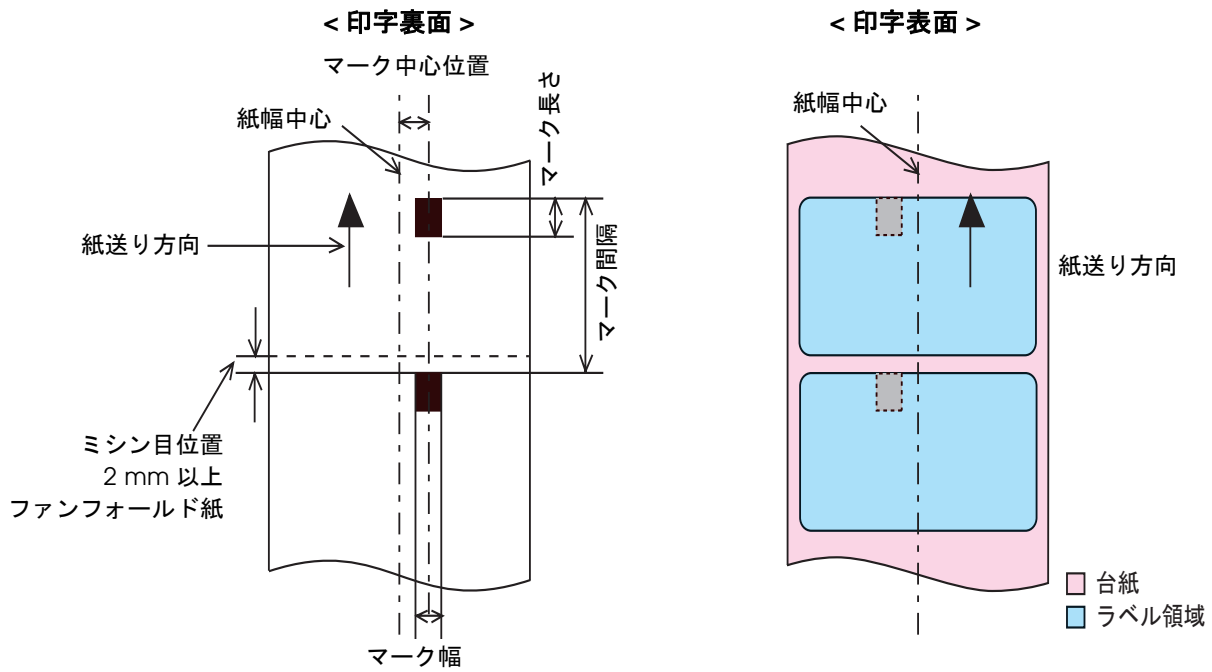 < 印字裏面 >
マーク中心位置
紙幅中心
マーク長さ
紙送り方向
マーク間隔
ミシン目位置
2 mm 以上
ファンフォールド紙
マーク幅
< 印字表面 >
紙幅中心
紙送り方向
台紙
ラベル領域